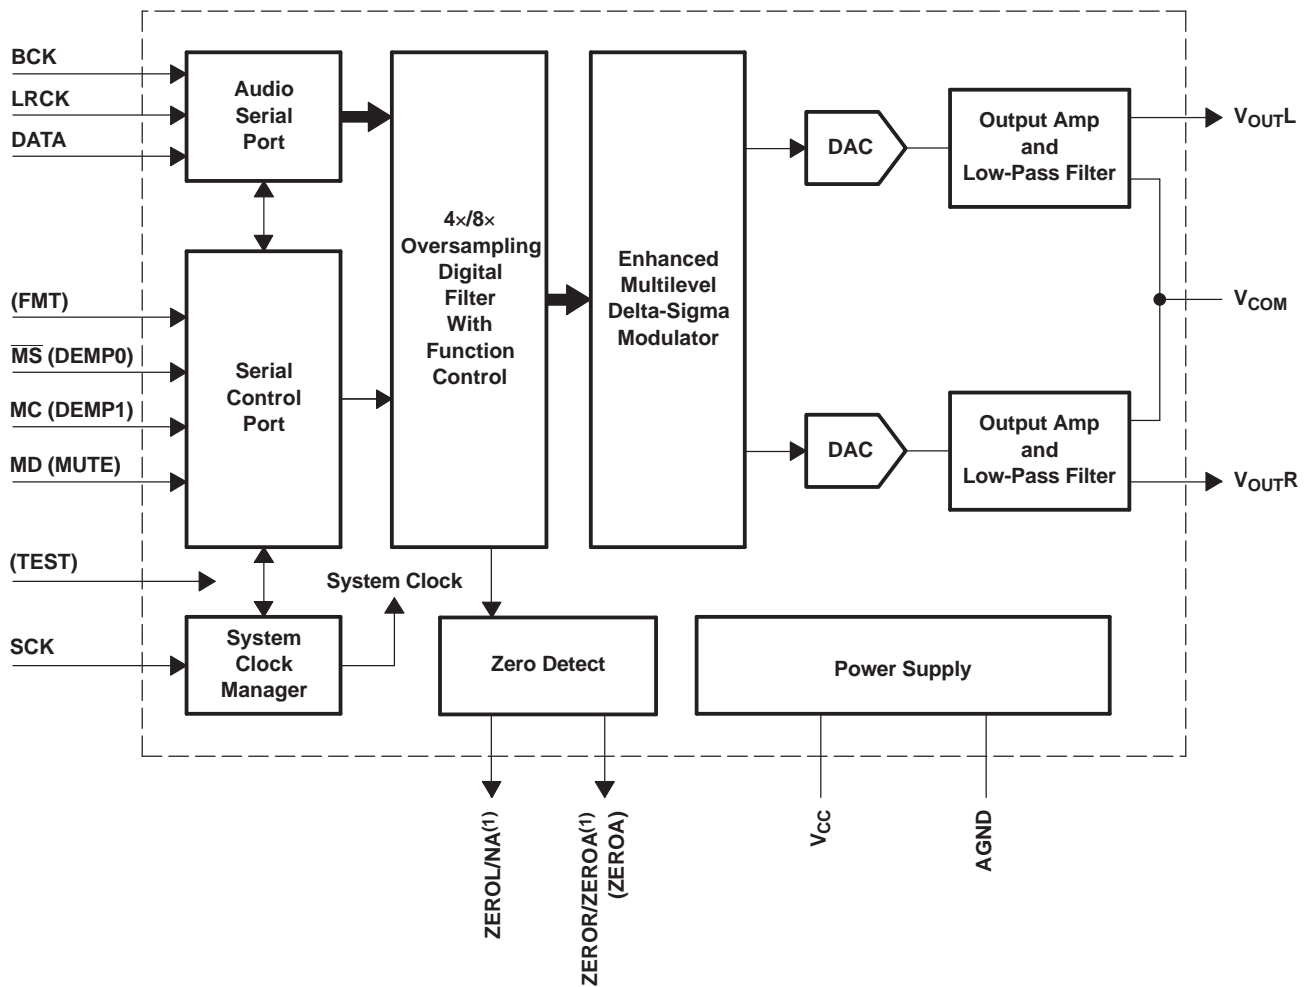 BCK
LRCK
DATA
Audio
Serial
Port
4×/8×
Oversampling
Digital
Filter
With
Function
Control
Enhanced
Multilevel
Delta-Sigma
Modulator
DAC
Output Amp
and
Low-Pass Filter
VOUTL
VCOM
DAC
Output Amp
and
Low-Pass Filter
VOUTR
(FMT)
M̅S̅ (DEMP0)
MC (DEMP1)
MD (MUTE)
Serial
Control
Port
(TEST)
System Clock
SCK
System
Clock
Manager
Zero Detect
Power Supply
ZEROL/NA(1)
ZEROR/ZEROA(1)
(ZEROA)
VCC
AGND